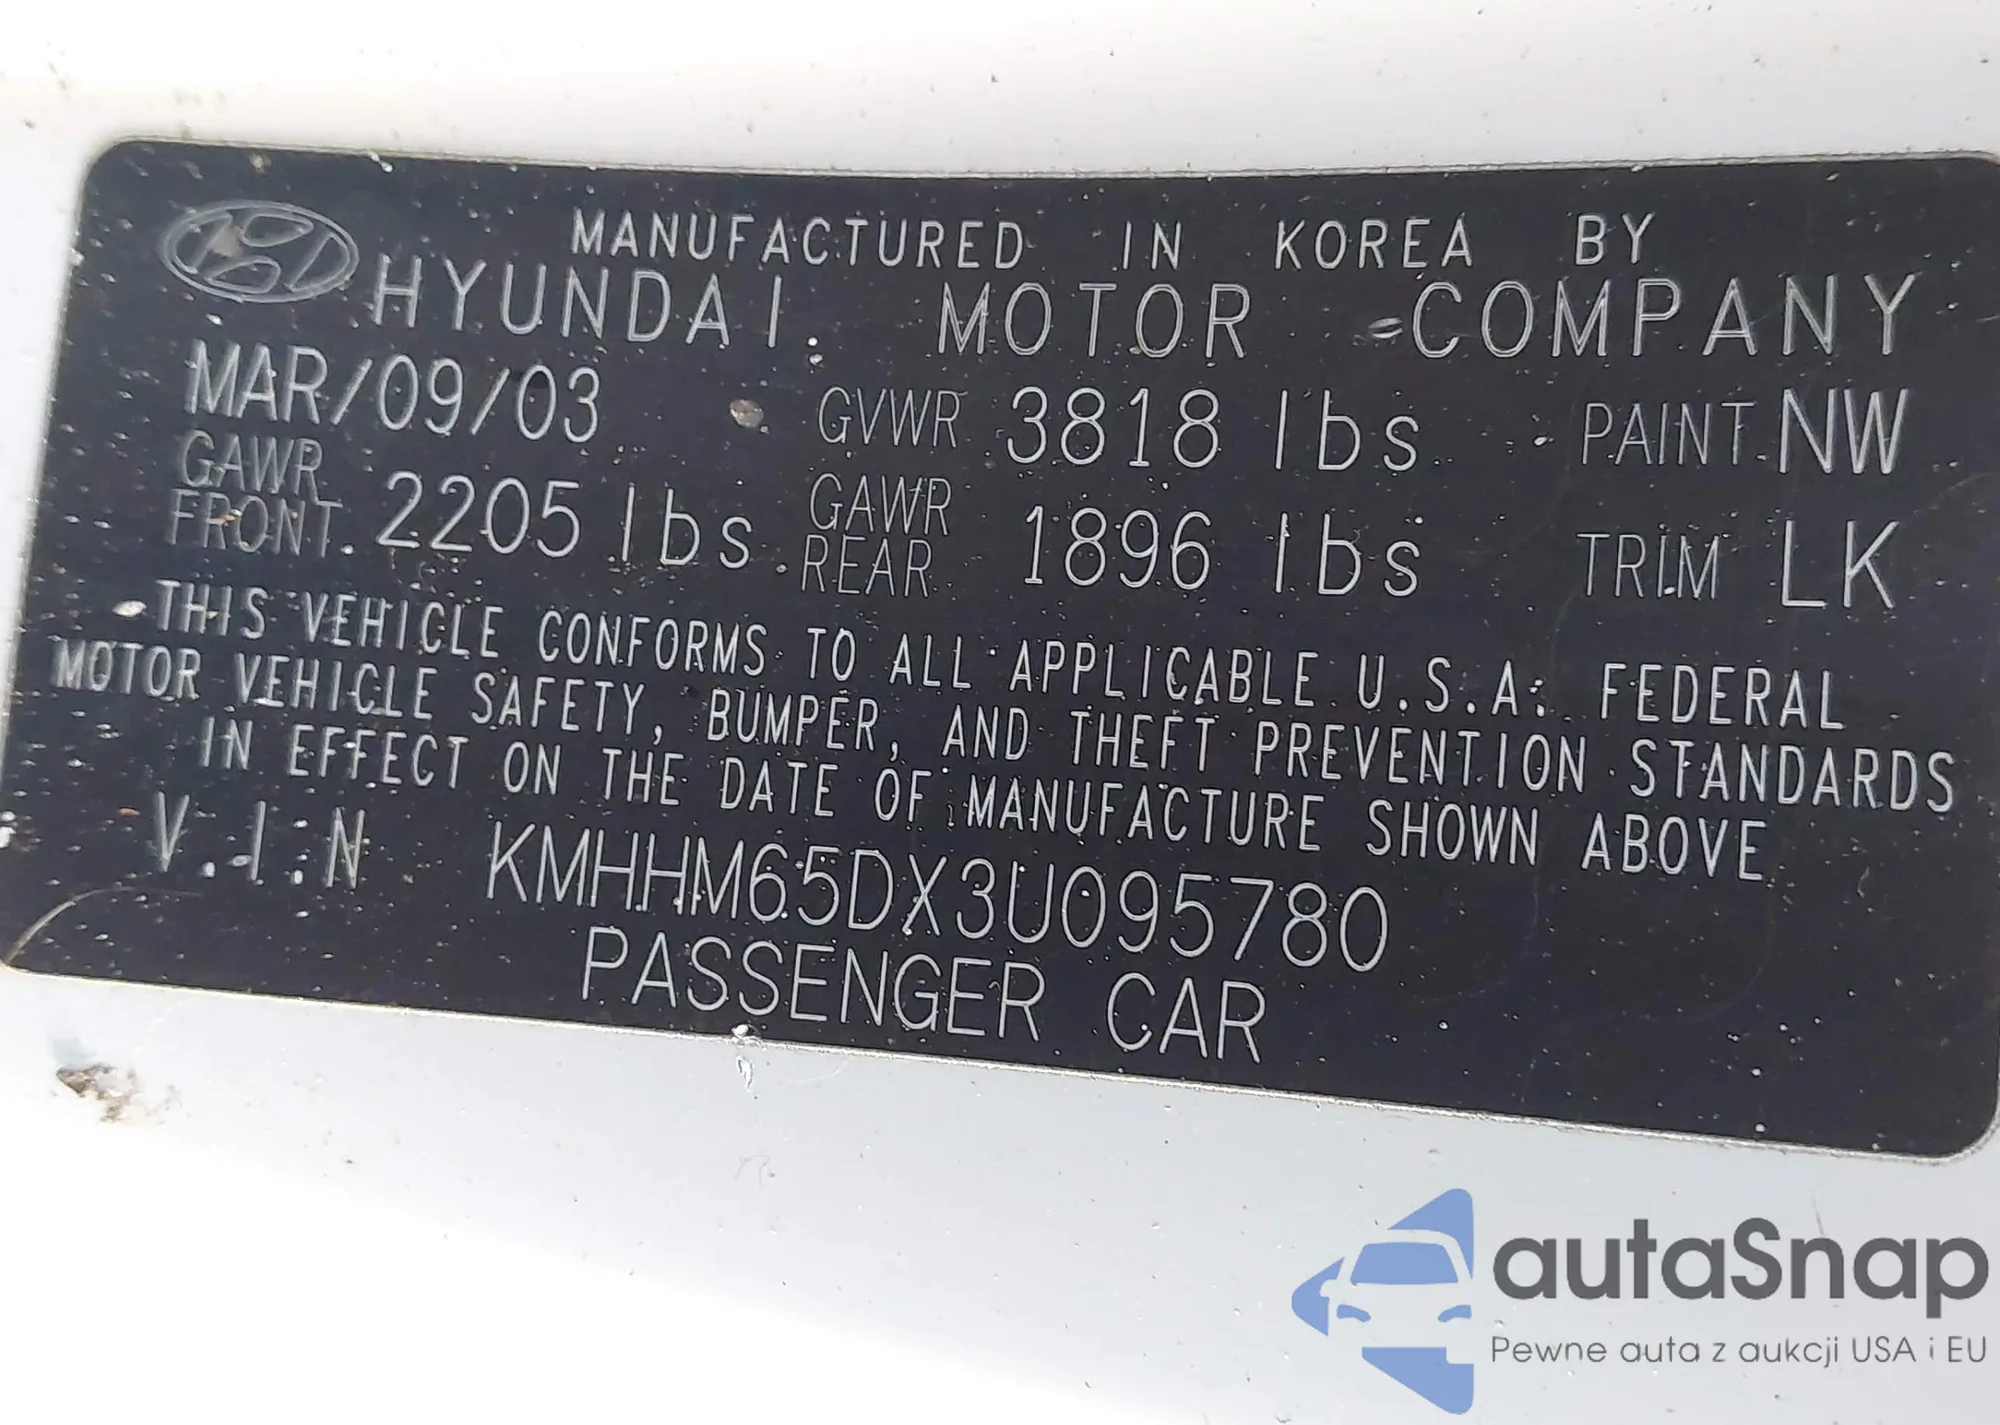 MANUFACTURED IN KOREA BY
HYUNDAI MOTOR COMPANY
MAR/09/03 GVWR 3818 lbs PAINT NW
GAWR FRONT 2205 lbs GAWR REAR 1896 lbs TRIM LK
THIS VEHICLE CONFORMS TO ALL APPLICABLE U.S.A. FEDERAL
MOTOR VEHICLE SAFETY, BUMPER, AND THEFT PREVENTION STANDARDS
IN EFFECT ON THE DATE OF MANUFACTURE SHOWN ABOVE
V.I.N KMHHM65DX3U095780
PASSENGER CAR
autaSnap
Pewne auta z aukcji USA i EU